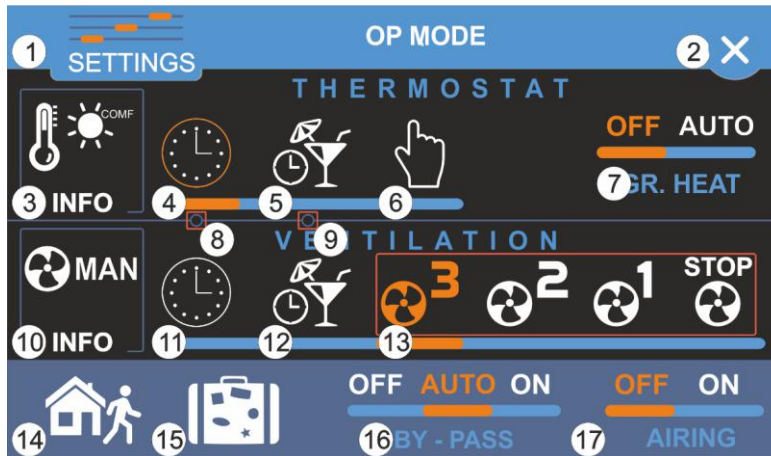 OP MODE
1
SETTINGS
2
THERMOSTAT
COMF
OFF AUTO
3 INFO
4
5
6
7 GR. HEAT
8
9
VENTILATION
MAN
3
2
1
STOP
10 INFO
11
12
13
OFF AUTO ON
OFF ON
14
15
16 BY - PASS
17 AIRING